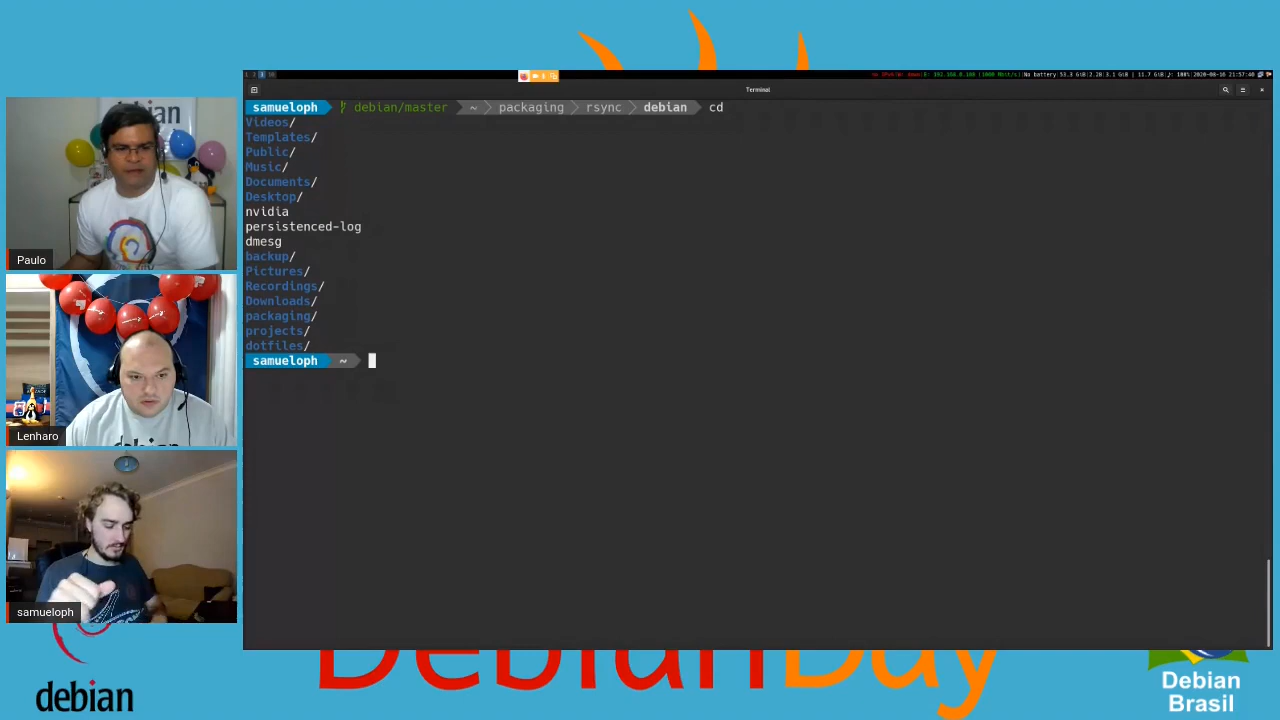 Terminal
samueloph debian/master ~ packaging rsync debian cd
Videos/
Templates/
Public/
Music/
Documents/
Desktop/
nvidia
persistenced-log
dmesg
backup/
Pictures/
Recordings/
Downloads/
packaging/
projects/
dotfiles/
samueloph ~
Paulo
Lenharo
samueloph
debian
DebianDay
Debian
Brasil